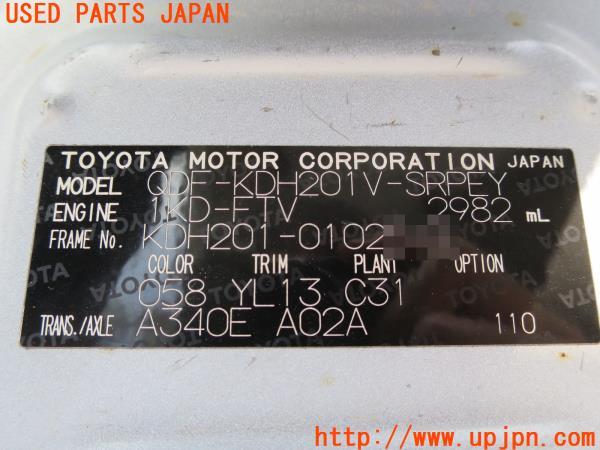 USED PARTS JAPAN
TOYOTA MOTOR CORPORATION JAPAN
MODEL QDF-KDH201V-SRPEY
ENGINE 1KD-FTV 2982 mL
FRAME No. KDH201-0102
COLOR TRIM PLANT OPTION
058 YL13 C31
TRANS./AXLE A340E A02A 110
http://www.upjpn.com/